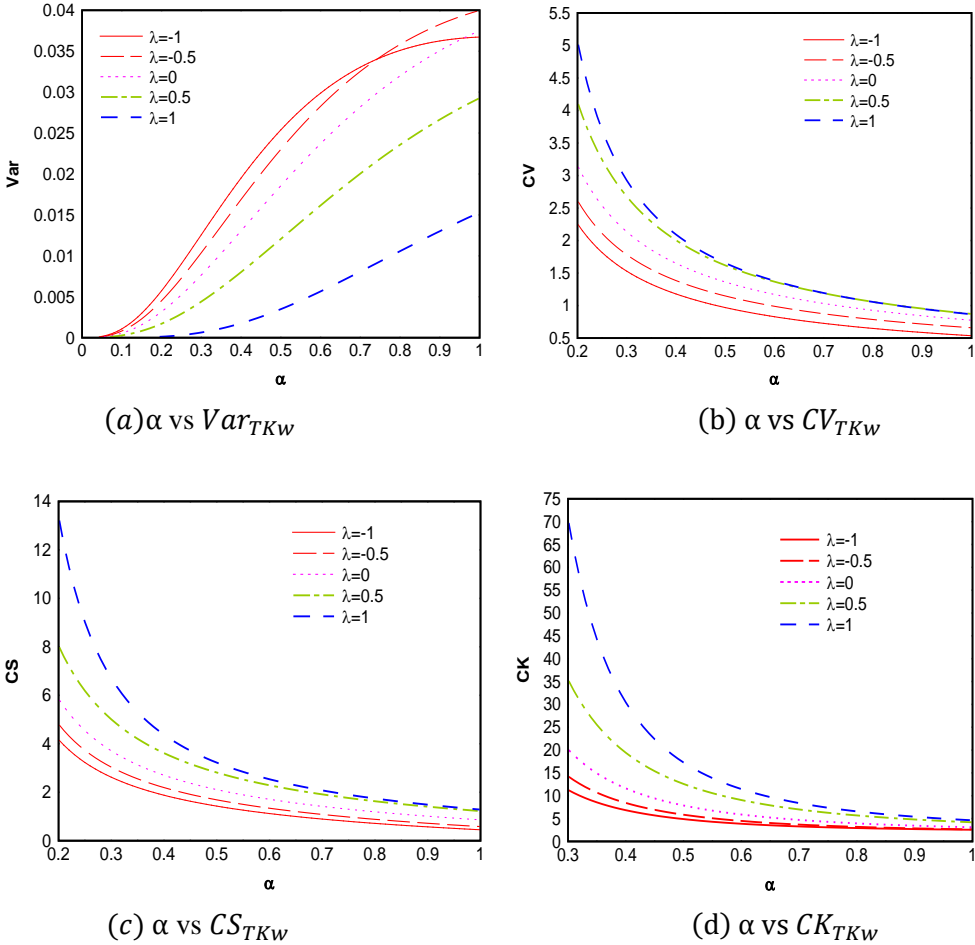 0.04
0.035
0.03
0.025
0.02
0.015
0.01
0.005
0
Var
λ=-1
λ=-0.5
λ=0
λ=0.5
λ=1
0 0.1 0.2 0.3 0.4 0.5 0.6 0.7 0.8 0.9 1
α
(a)α vs Var_TKw
5.5
5
4.5
4
3.5
3
2.5
2
1.5
1
0.5
CV
λ=-1
λ=-0.5
λ=0
λ=0.5
λ=1
0.2 0.3 0.4 0.5 0.6 0.7 0.8 0.9 1
α
(b) α vs CV_TKw
14
12
10
8
6
4
2
0
CS
λ=-1
λ=-0.5
λ=0
λ=0.5
λ=1
0.2 0.3 0.4 0.5 0.6 0.7 0.8 0.9 1
α
(c) α vs CS_TKw
75
70
65
60
55
50
45
40
35
30
25
20
15
10
5
0
CK
λ=-1
λ=-0.5
λ=0
λ=0.5
λ=1
0.3 0.4 0.5 0.6 0.7 0.8 0.9 1
α
(d) α vs CK_TKw